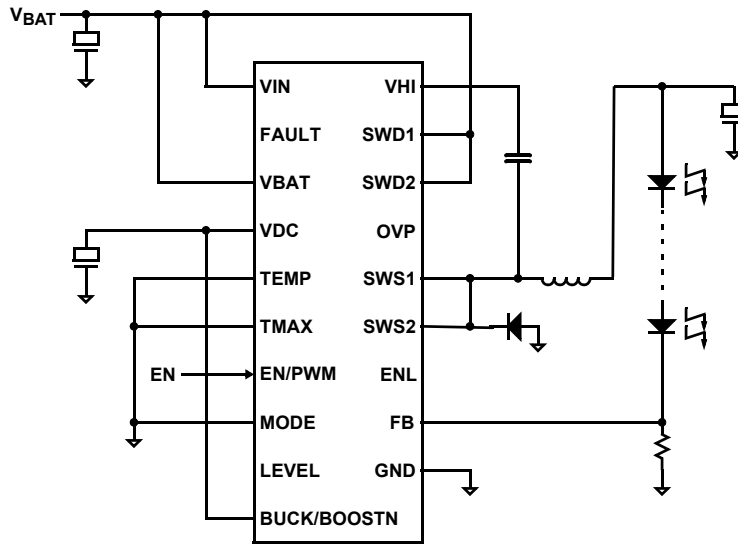 VBAT
VIN VHI
FAULT SWD1
VBAT SWD2
VDC OVP
TEMP SWS1
TMAX SWS2
EN EN/PWM ENL
MODE FB
LEVEL GND
BUCK/BOOSTN